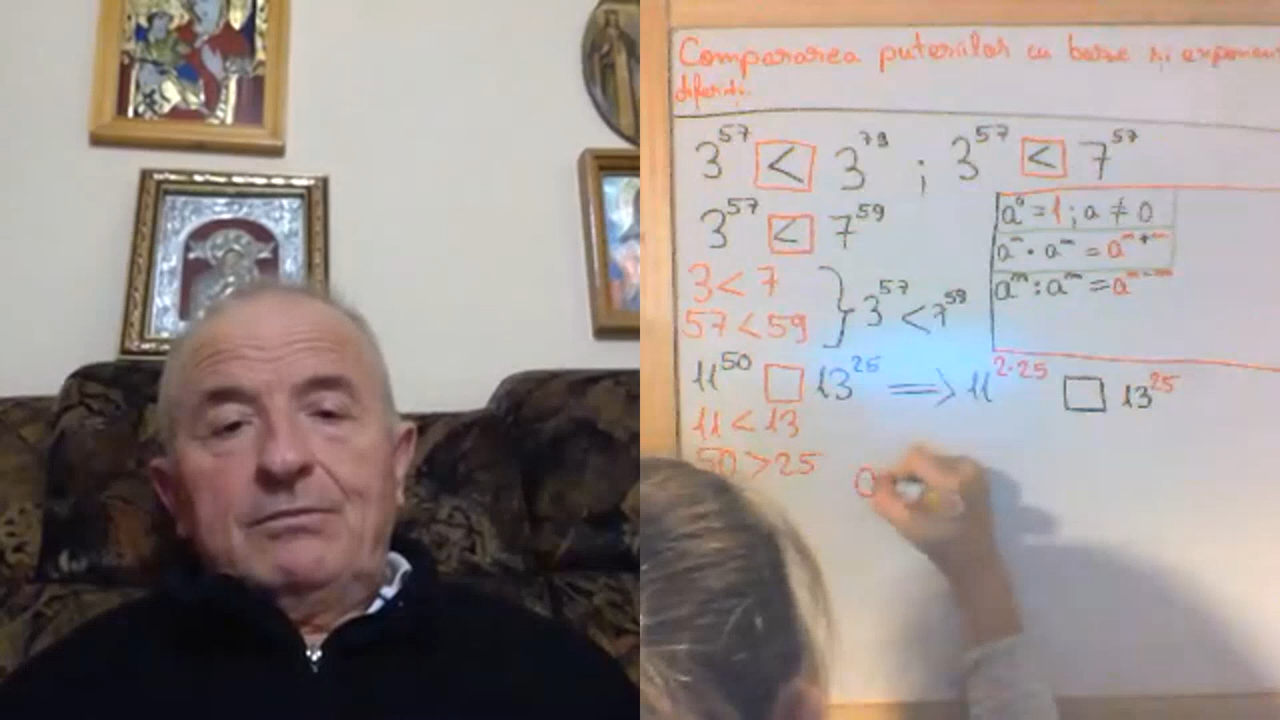 Compararea puterilor cu baze și exponenți
diferiți.
3^57 < 3^79 ; 3^57 < 7^57
3^57 < 7^59
3 < 7
57 < 59
} 3^57 < 7^59
a^0 = 1 ; a ≠ 0
a^n · a^m = a^(n+m)
a^m : a^n = a^(m-n)
11^50 □ 13^25 ⟹ 11^(2·25) □ 13^25
11 < 13
50 > 25